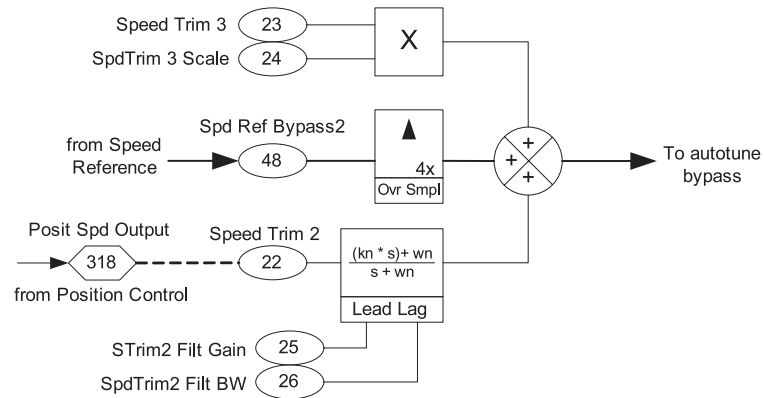 Speed Trim 3
23
SpdTrim 3 Scale
24
X
from Speed
Reference
Spd Ref Bypass2
48
4x
Ovr Smpl
+
+
+
To autotune
bypass
Posit Spd Output
318
from Position Control
Speed Trim 2
22
(kn * s)+ wn
s + wn
Lead Lag
STrim2 Filt Gain
25
SpdTrim2 Filt BW
26